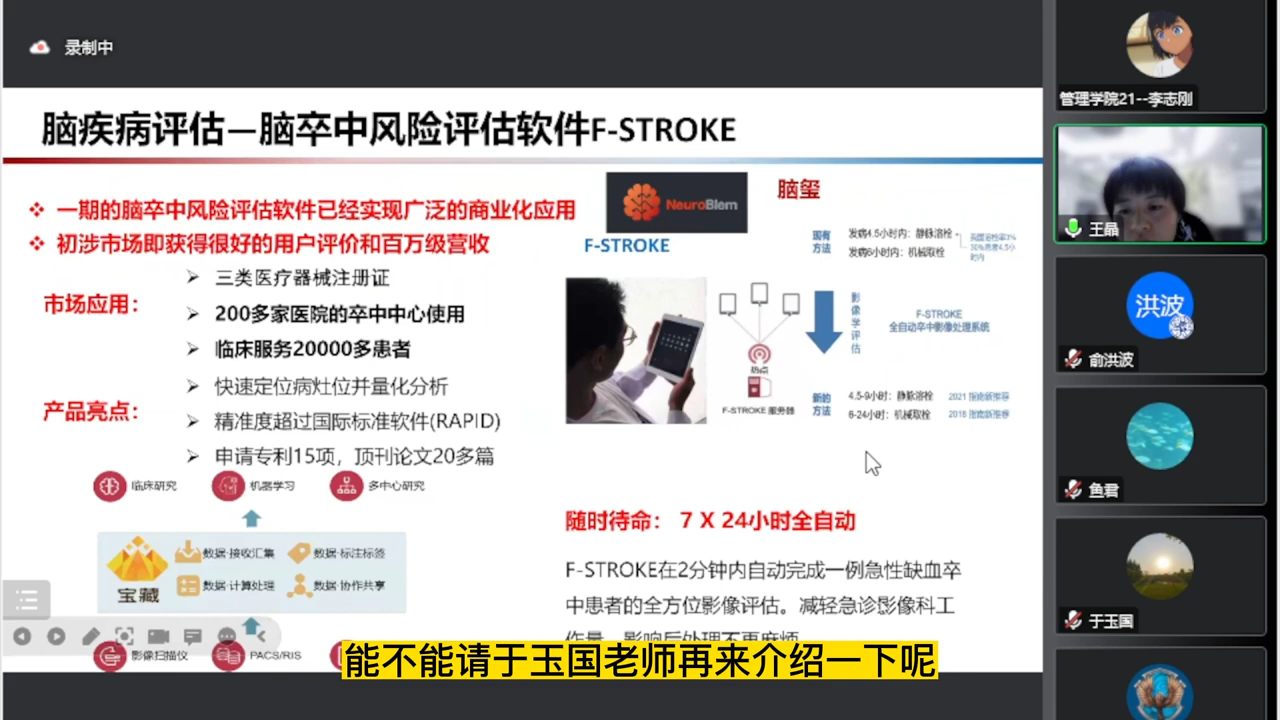 录制中
脑疾病评估—脑卒中风险评估软件F-STROKE
一期的脑卒中风险评估软件已经实现广泛的商业化应用
初涉市场即获得很好的用户评价和百万级营收
市场应用：
三类医疗器械注册证
200多家医院的卒中中心使用
临床服务20000多患者
产品亮点：
快速定位病灶位并量化分析
精准度超过国际标准软件(RAPID)
申请专利15项，顶刊论文20多篇
临床研究
机器学习
多中心研究
宝藏
数据·接收汇集
数据·标注标签
数据·计算处理
数据·协作共享
影像扫描仪
PACS/RIS
NeuroBlem
脑玺
F-STROKE
现有方法
发病4.5小时内：静脉溶栓
发病6小时内：机械取栓
影像学评估
F-STROKE
全自动卒中影像处理系统
热点
F-STROKE 服务器
新的方法
4.5-9小时：静脉溶栓
2021 指南新推荐
6-24小时：机械取栓
2018 指南新推荐
随时待命： 7 X 24小时全自动
F-STROKE在2分钟内自动完成一例急性缺血卒
中患者的全方位影像评估。减轻急诊影像科工
作量，影响后处理不再麻烦
能不能请于玉国老师再来介绍一下呢
管理学院21--李志刚
王晶
洪波
俞洪波
鱼君
于玉国